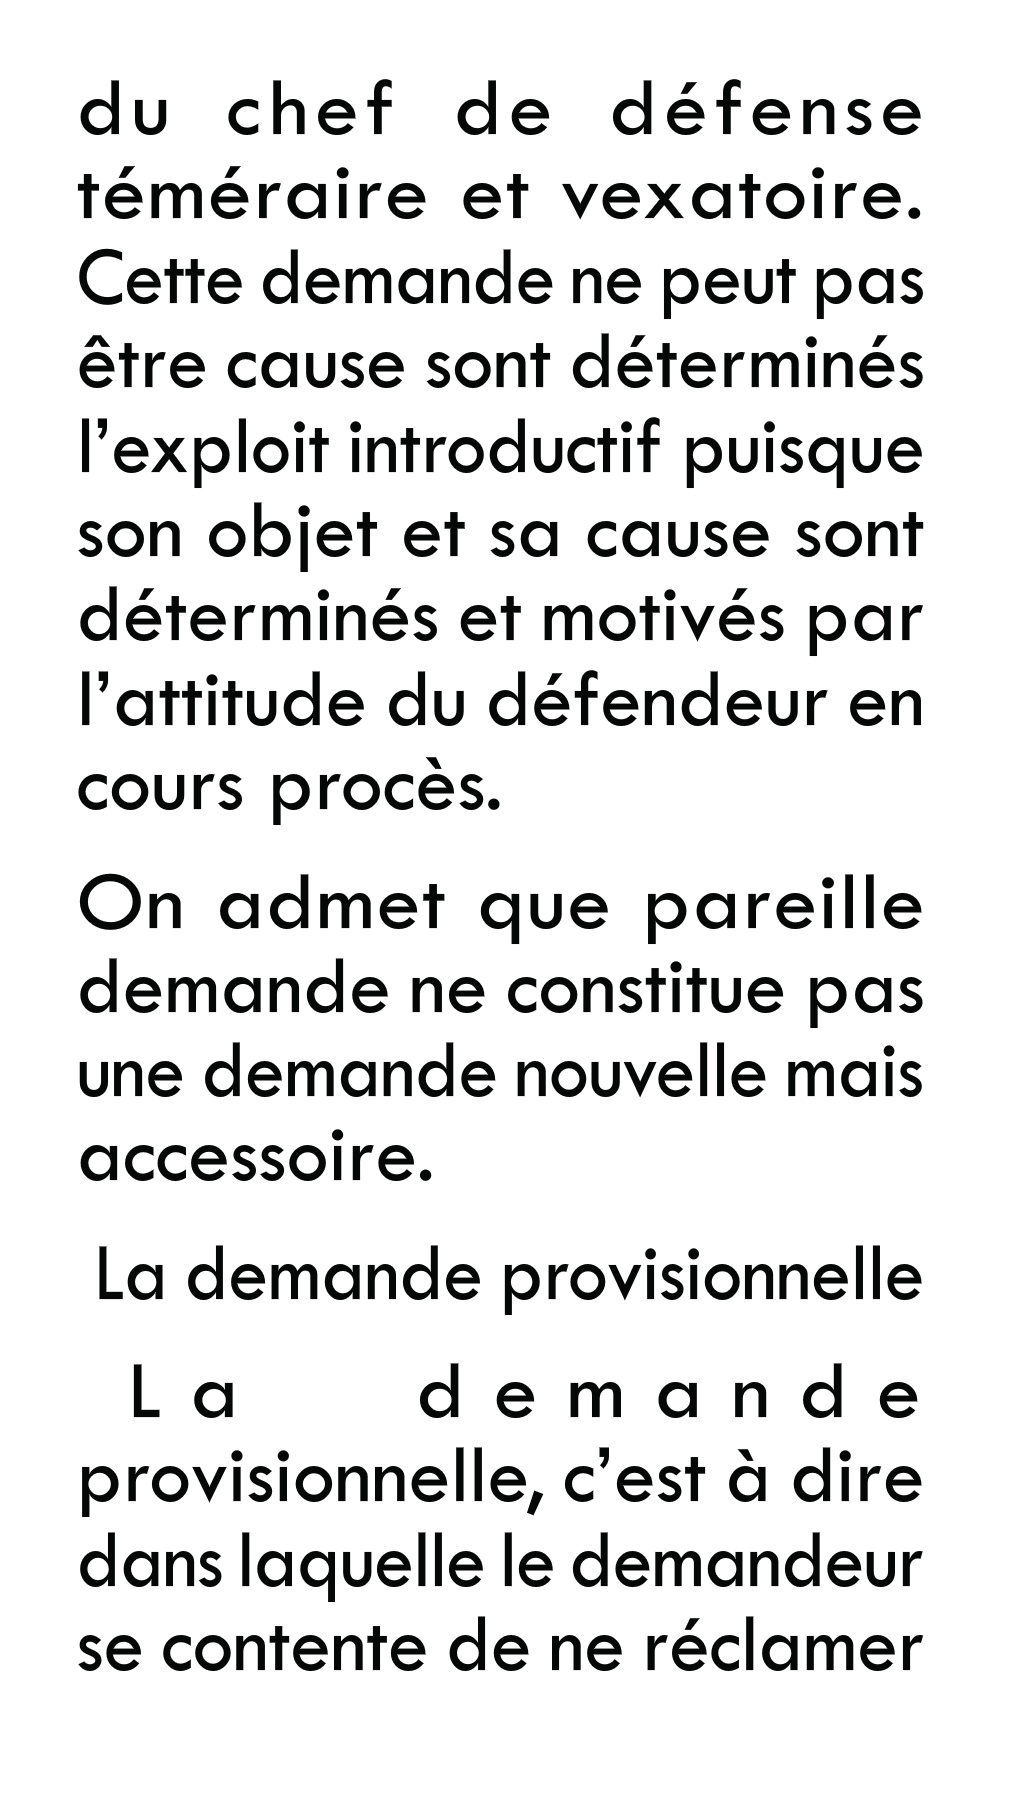 du chef de défense
téméraire et vexatoire.
Cette demande ne peut pas
être cause sont déterminés
l’exploit introductif puisque
son objet et sa cause sont
déterminés et motivés par
l’attitude du défendeur en
cours procès.
On admet que pareille
demande ne constitue pas
une demande nouvelle mais
accessoire.
La demande provisionnelle
La demande
provisionnelle, c’est à dire
dans laquelle le demandeur
se contente de ne réclamer